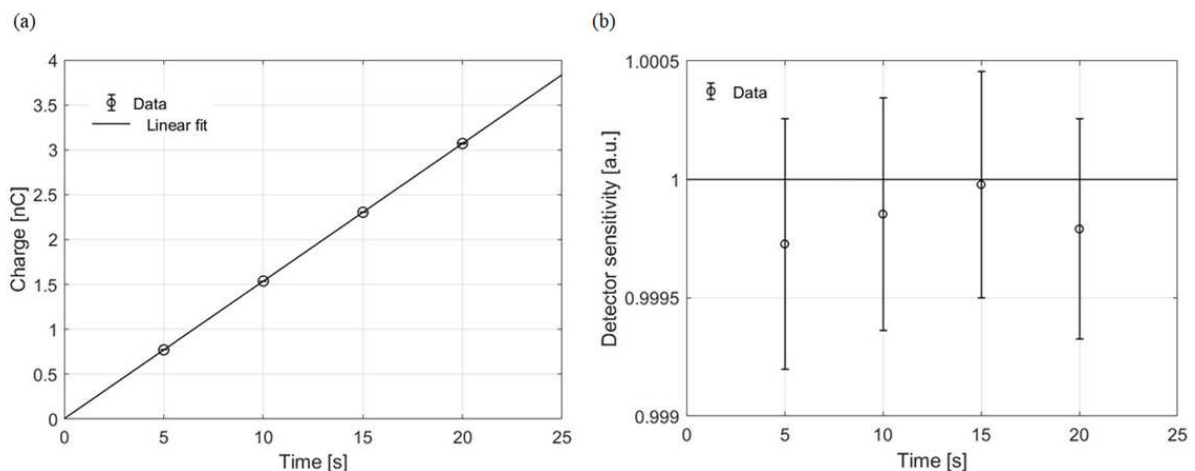 (a)
4
3.5
3
2.5
2
1.5
1
0.5
0
0 5 10 15 20 25
Charge [nC]
Time [s]
Data
Linear fit
(b)
1.0005
1
0.9995
0.999
0 5 10 15 20 25
Detector sensitivity [a.u.]
Time [s]
Data